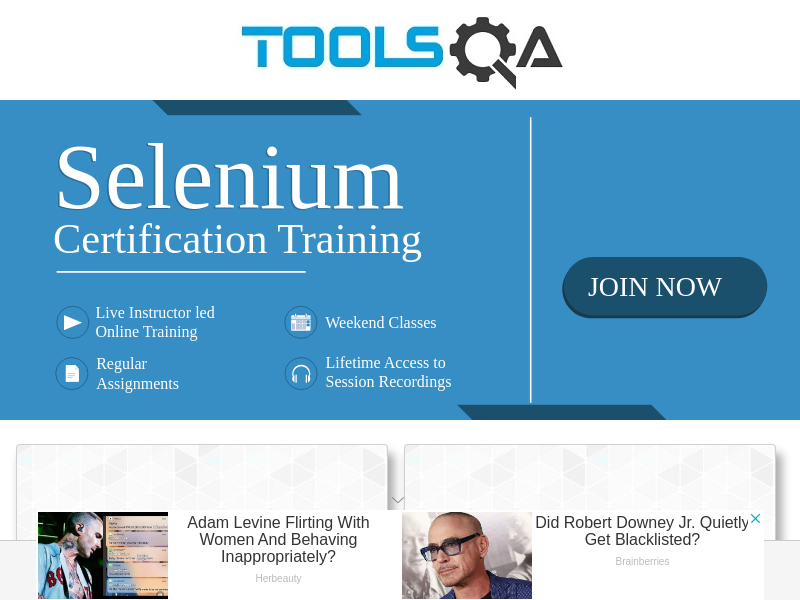 TOOLSQA
Selenium
Certification Training
JOIN NOW
Live Instructor led
Online Training
Weekend Classes
Regular
Assignments
Lifetime Access to
Session Recordings
Adam Levine Flirting With
Women And Behaving
Inappropriately?
Herbeauty
Did Robert Downey Jr. Quietly
Get Blacklisted?
Brainberries